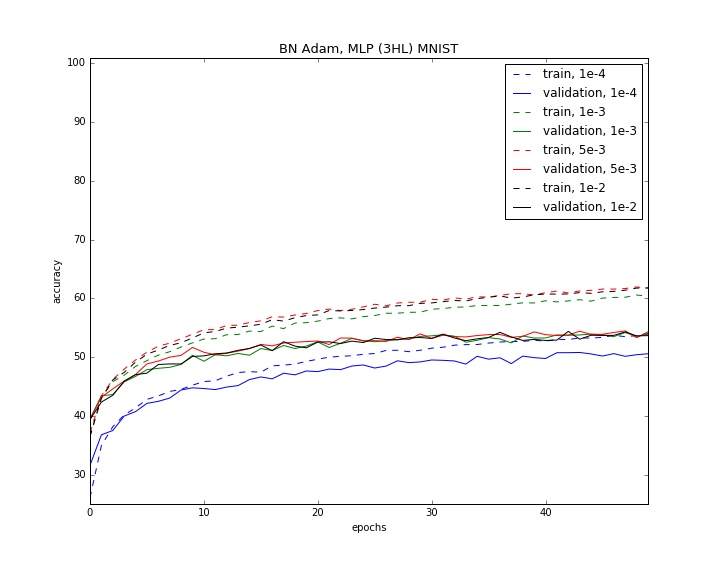 BN Adam, MLP (3HL) MNIST
100
90
80
70
60
50
40
30
accuracy
0
10
20
30
40
epochs
train, 1e-4
validation, 1e-4
train, 1e-3
validation, 1e-3
train, 5e-3
validation, 5e-3
train, 1e-2
validation, 1e-2